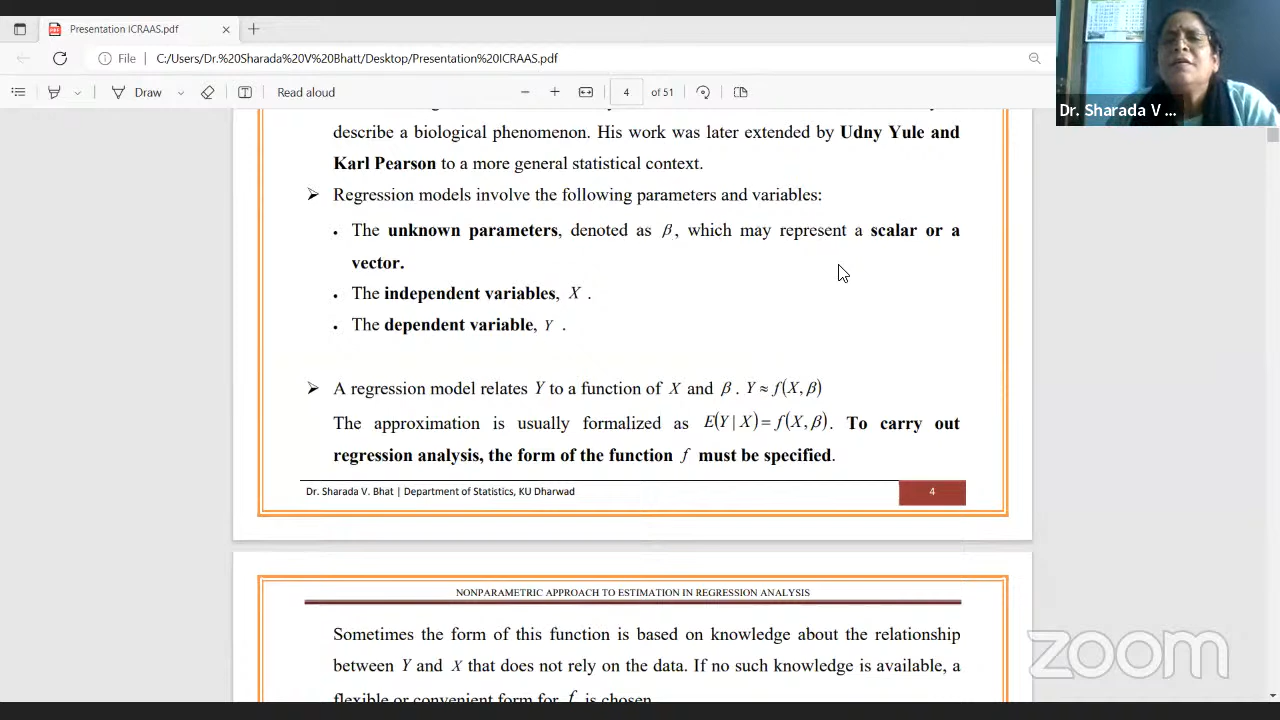 Presentation ICRAAS.pdf
File C:/Users/Dr.%20Sharada%20V%20Bhatt/Desktop/Presentation%20ICRAAS.pdf
Draw Read aloud 4 of 51
Dr. Sharada V ...
describe a biological phenomenon. His work was later extended by Udny Yule and
Karl Pearson to a more general statistical context.
➢ Regression models involve the following parameters and variables:
• The unknown parameters, denoted as β, which may represent a scalar or a
vector.
• The independent variables, X .
• The dependent variable, Y .
➢ A regression model relates Y to a function of X and β . Y ≈ f(X, β)
The approximation is usually formalized as E(Y | X) = f(X, β). To carry out
regression analysis, the form of the function f must be specified.
Dr. Sharada V. Bhat | Department of Statistics, KU Dharwad 4
NONPARAMETRIC APPROACH TO ESTIMATION IN REGRESSION ANALYSIS
Sometimes the form of this function is based on knowledge about the relationship
between Y and X that does not rely on the data. If no such knowledge is available, a
flexible or convenient form for f is chosen.
zoom